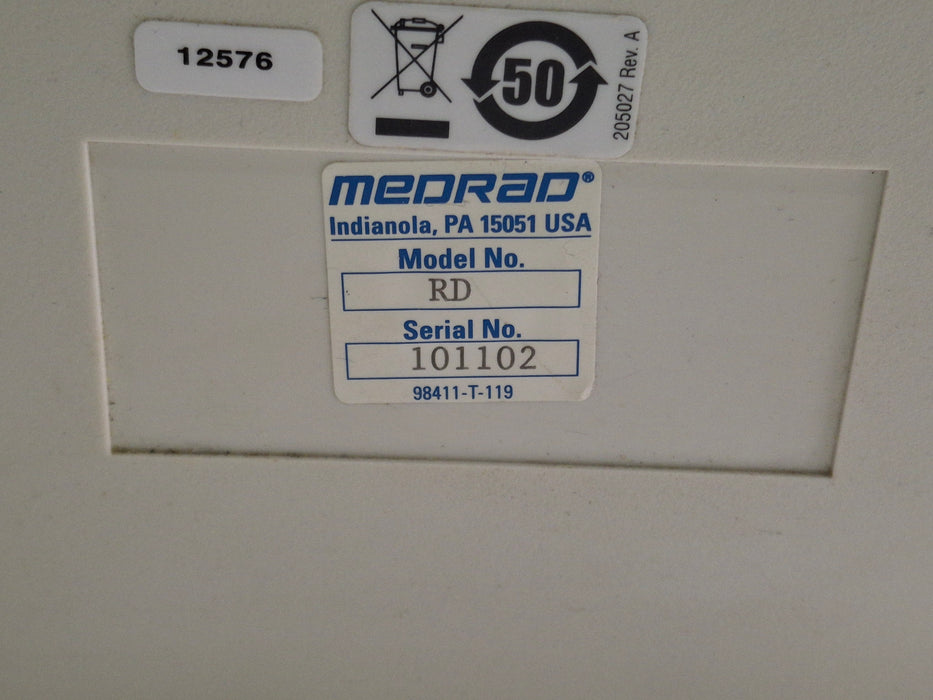 12576
50
205027 Rev. A
MEDRAD®
Indianola, PA 15051 USA
Model No.
RD
Serial No.
101102
98411-T-119